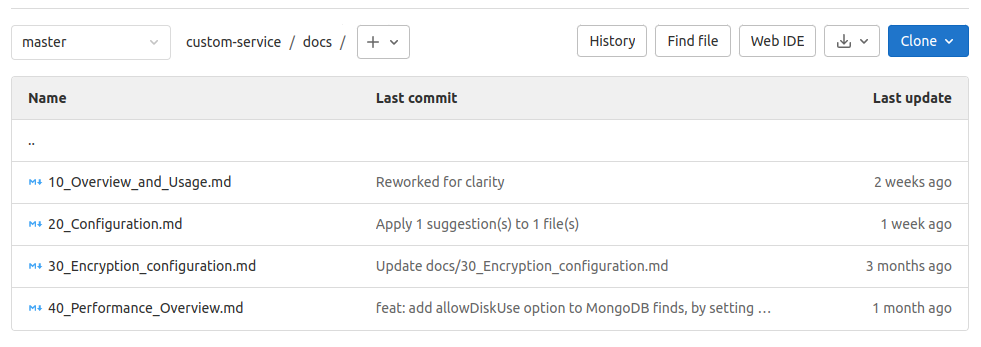 master custom-service / docs / + History Find file Web IDE Clone
Name Last commit Last update
..
M↓ 10_Overview_and_Usage.md Reworked for clarity 2 weeks ago
M↓ 20_Configuration.md Apply 1 suggestion(s) to 1 file(s) 1 week ago
M↓ 30_Encryption_configuration.md Update docs/30_Encryption_configuration.md 3 months ago
M↓ 40_Performance_Overview.md feat: add allowDiskUse option to MongoDB finds, by setting … 1 month ago